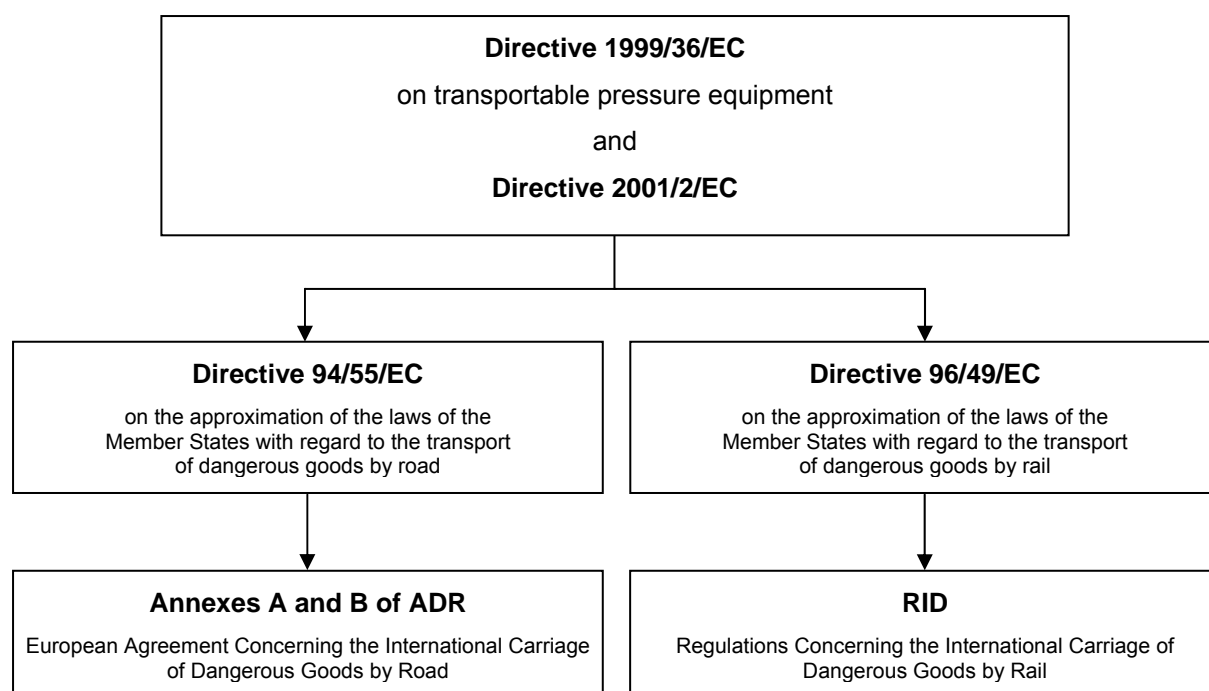 Directive 1999/36/EC
on transportable pressure equipment
and
Directive 2001/2/EC
Directive 94/55/EC
on the approximation of the laws of the
Member States with regard to the transport
of dangerous goods by road
Directive 96/49/EC
on the approximation of the laws of the
Member States with regard to the transport
of dangerous goods by rail
Annexes A and B of ADR
European Agreement Concerning the International Carriage
of Dangerous Goods by Road
RID
Regulations Concerning the International Carriage of
Dangerous Goods by Rail